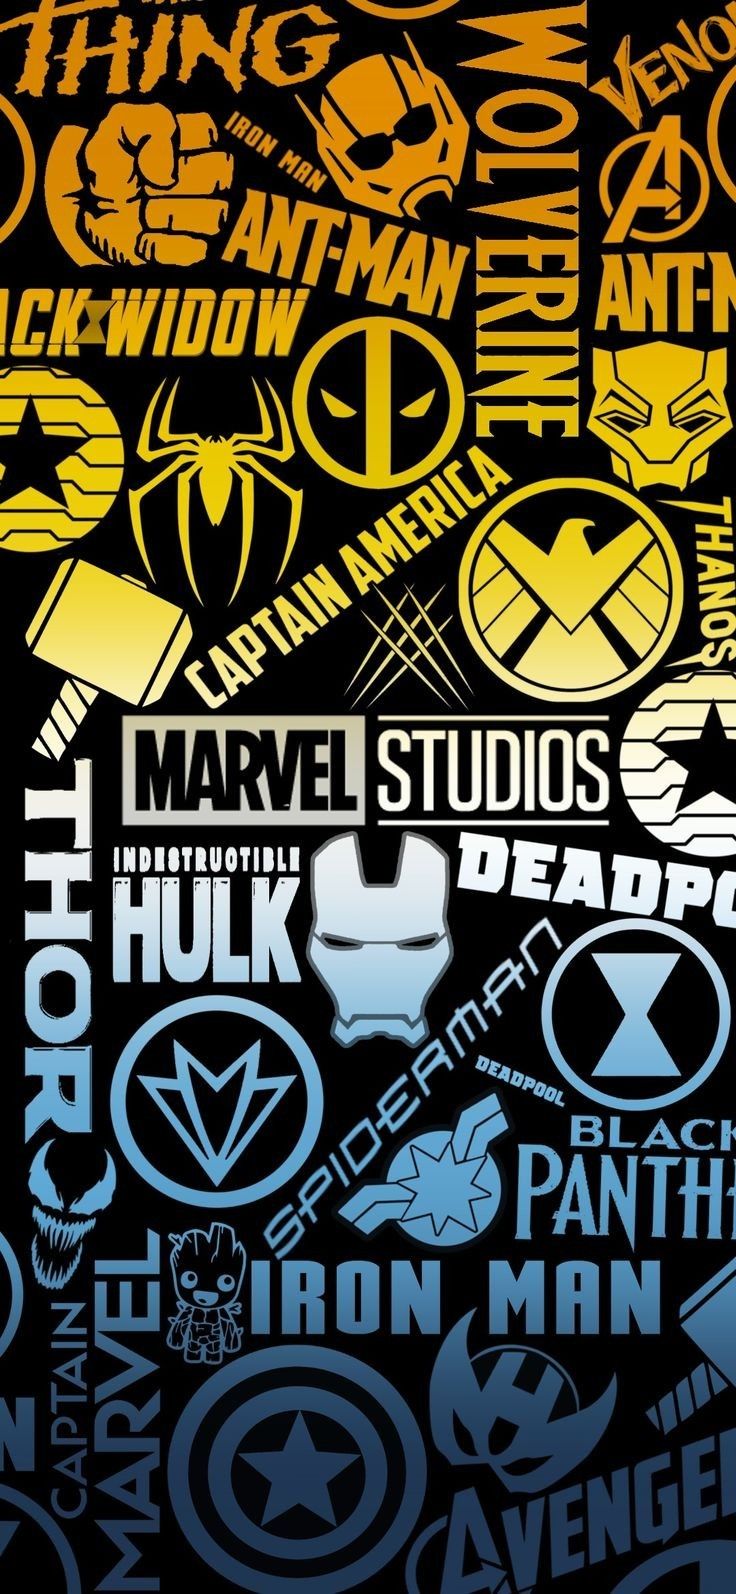 THING
VENO
IRON MAN
WOLVERINE
ANT-MAN
ANT-M
ACK WIDOW
CAPTAIN AMERICA
THANOS
MARVEL STUDIOS
THOR
INDESTRUCTIBLE
HULK
DEADPO
SPIDERMAN
DEADPOOL
BLACK
PANTH
IRON MAN
CAPTAIN
MARVEL
N
AVENGE